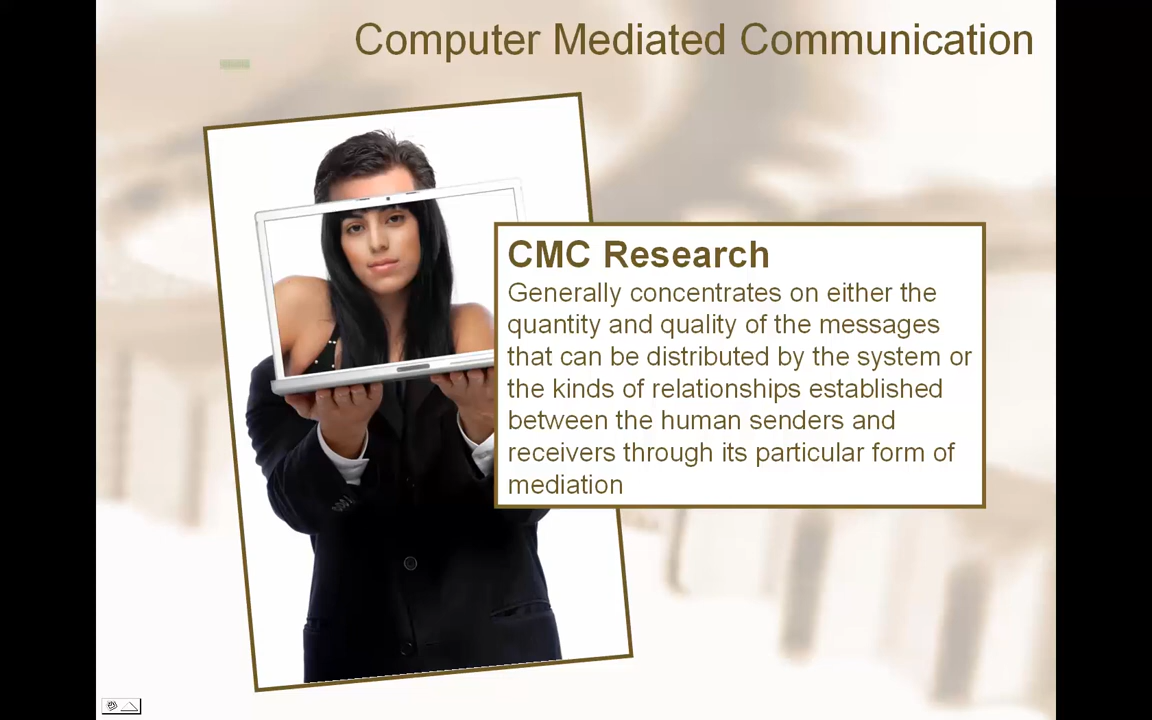 Computer Mediated Communication
CMC Research
Generally concentrates on either the
quantity and quality of the messages
that can be distributed by the system or
the kinds of relationships established
between the human senders and
receivers through its particular form of
mediation